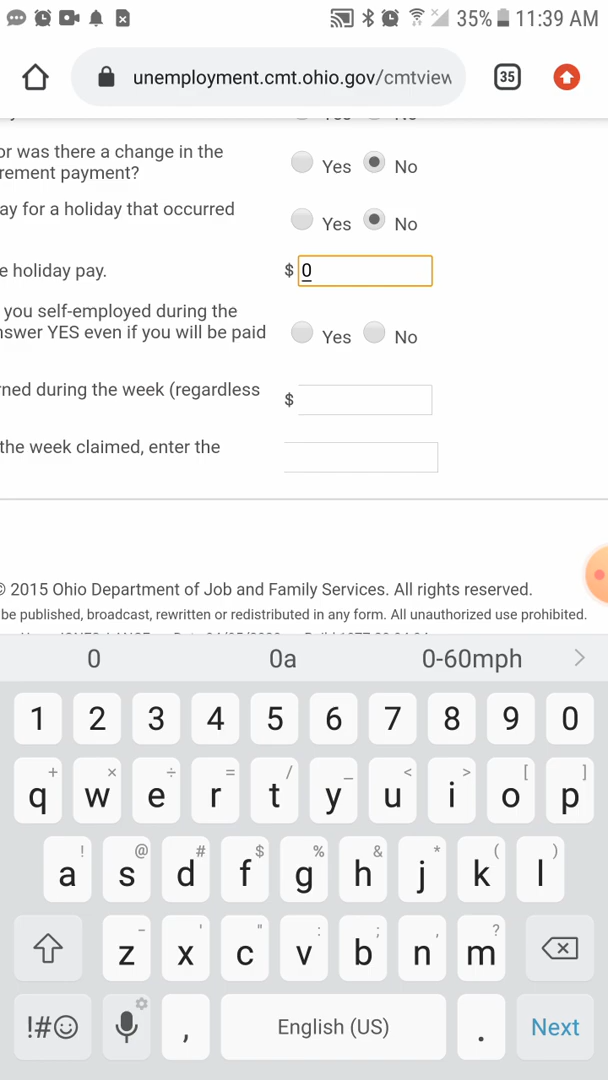 35% 11:39 AM
unemployment.cmt.ohio.gov/cmtview 35
or was there a change in the
rement payment? Yes No
ay for a holiday that occurred
Yes No
e holiday pay. $ 0
you self-employed during the
nswer YES even if you will be paid Yes No
rned during the week (regardless
$
the week claimed, enter the
© 2015 Ohio Department of Job and Family Services. All rights reserved.
be published, broadcast, rewritten or redistributed in any form. All unauthorized use prohibited.
0 0a 0-60mph >
1 2 3 4 5 6 7 8 9 0
+ × ÷ = / _ < > [ ]
q w e r t y u i o p
! @ # $ % & * ( )
a s d f g h j k l
- ' " : ; , ?
z x c v b n m
!#☺ , English (US) . Next